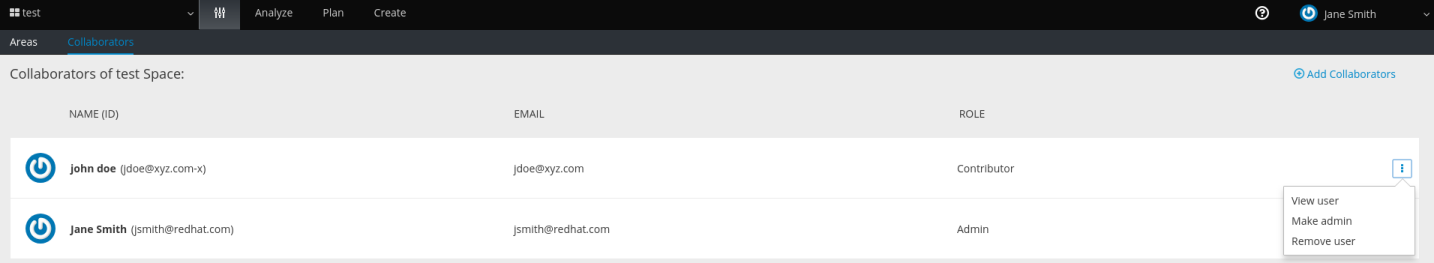 test Analyze Plan Create Jane Smith
Areas Collaborators
Collaborators of test Space: Add Collaborators
NAME (ID) EMAIL ROLE
john doe (jdoe@xyz.com-x) jdoe@xyz.com Contributor
View user
Make admin
Jane Smith (jsmith@redhat.com) jsmith@redhat.com Admin
Remove user